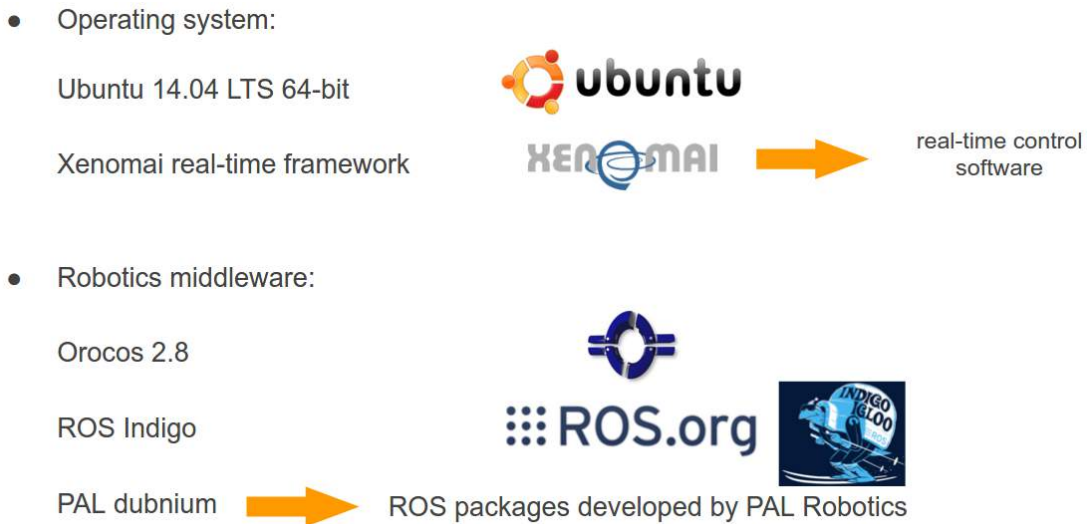 ● Operating system:
Ubuntu 14.04 LTS 64-bit
ubuntu
Xenomai real-time framework
XENOMAI
real-time control
software
● Robotics middleware:
Orocos 2.8
ROS Indigo
ROS.org
INDIGO
IGLOO
ROS
PAL dubnium
ROS packages developed by PAL Robotics